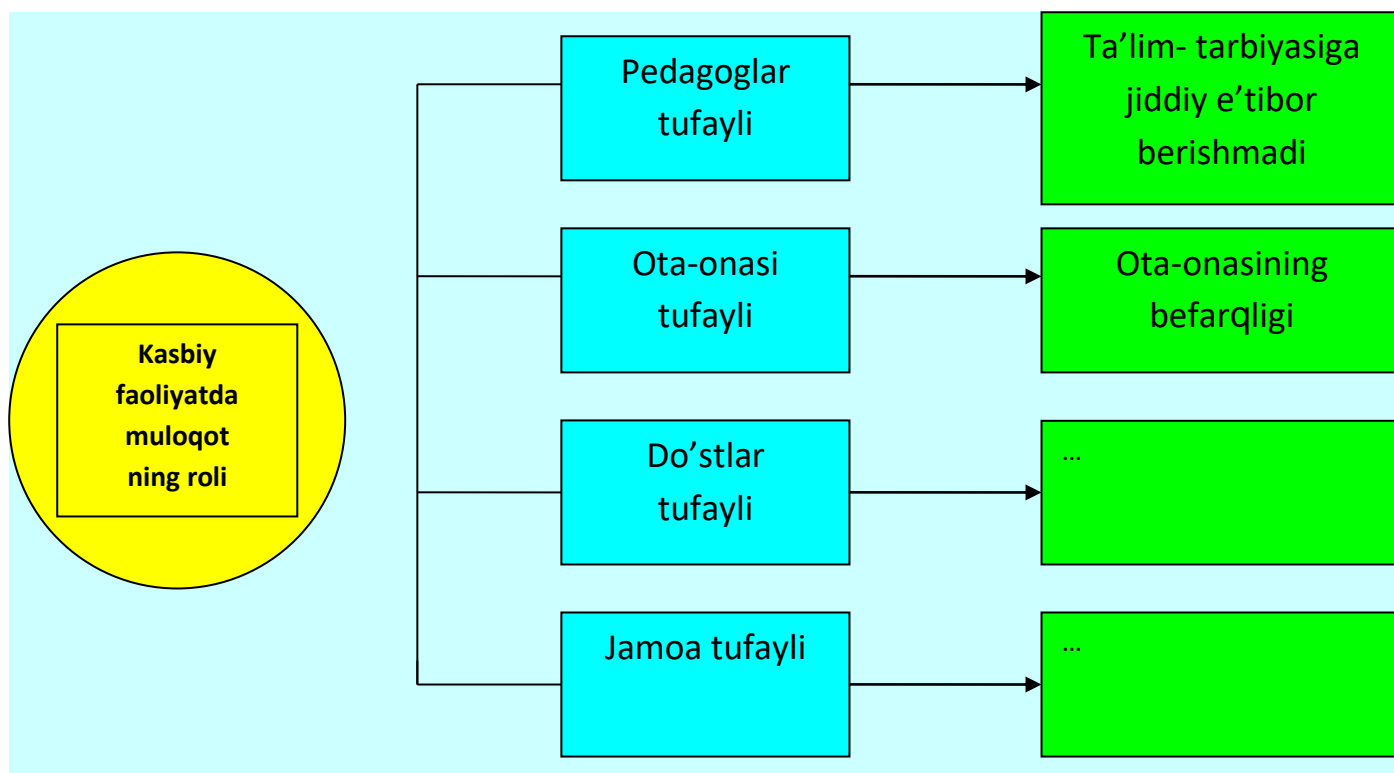 Kasbiy
faoliyatda
muloqot
ning roli
Pedagoglar
tufayli
Ta’lim- tarbiyasiga
jiddiy e’tibor
berishmadi
Ota-onasi
tufayli
Ota-onasining
befarqligi
Do’stlar
tufayli
...
Jamoa tufayli
...